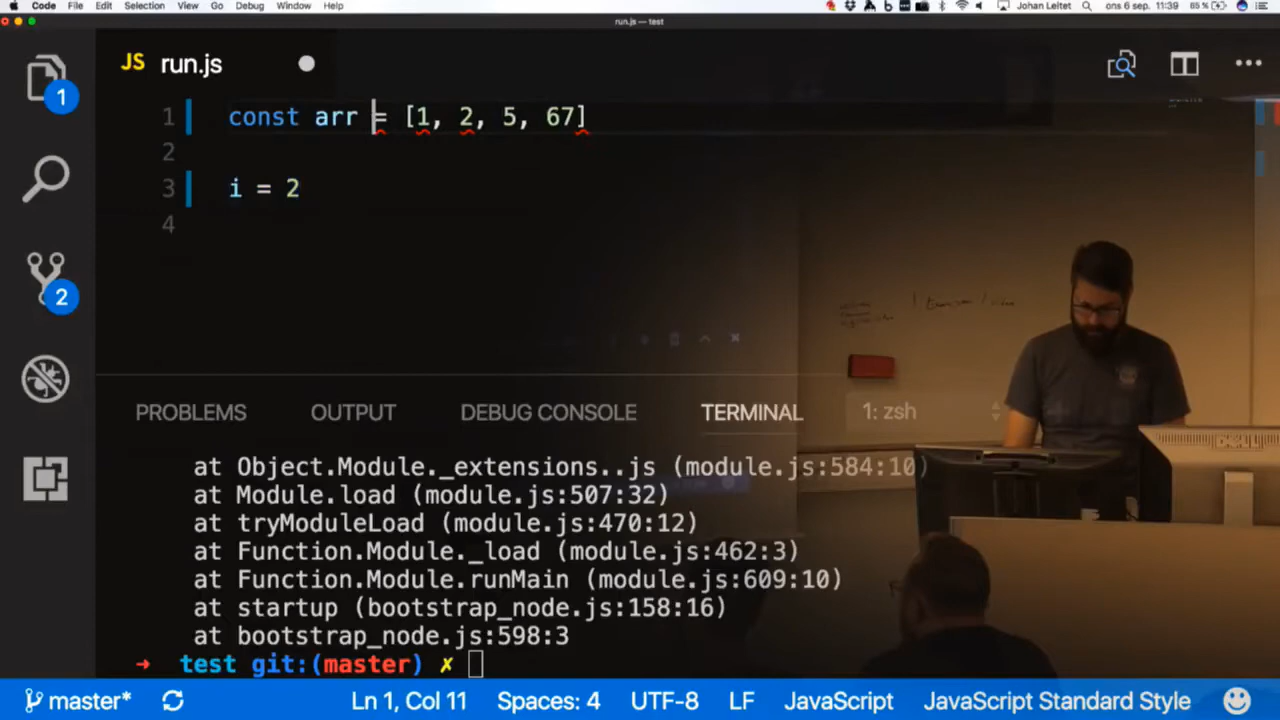 Code File Edit Selection View Go Debug Window Help Johan Leitet ons 6 sep. 11:39
run.js — test
JS run.js
1 const arr = [1, 2, 5, 67]
2
3 i = 2
4
1
2
PROBLEMS OUTPUT DEBUG CONSOLE TERMINAL 1: zsh
at Object.Module._extensions..js (module.js:584:10)
at Module.load (module.js:507:32)
at tryModuleLoad (module.js:470:12)
at Function.Module._load (module.js:462:3)
at Function.Module.runMain (module.js:609:10)
at startup (bootstrap_node.js:158:16)
at bootstrap_node.js:598:3
➜ test git:(master) ✗
DELL
master* Ln 1, Col 11 Spaces: 4 UTF-8 LF JavaScript JavaScript Standard Style